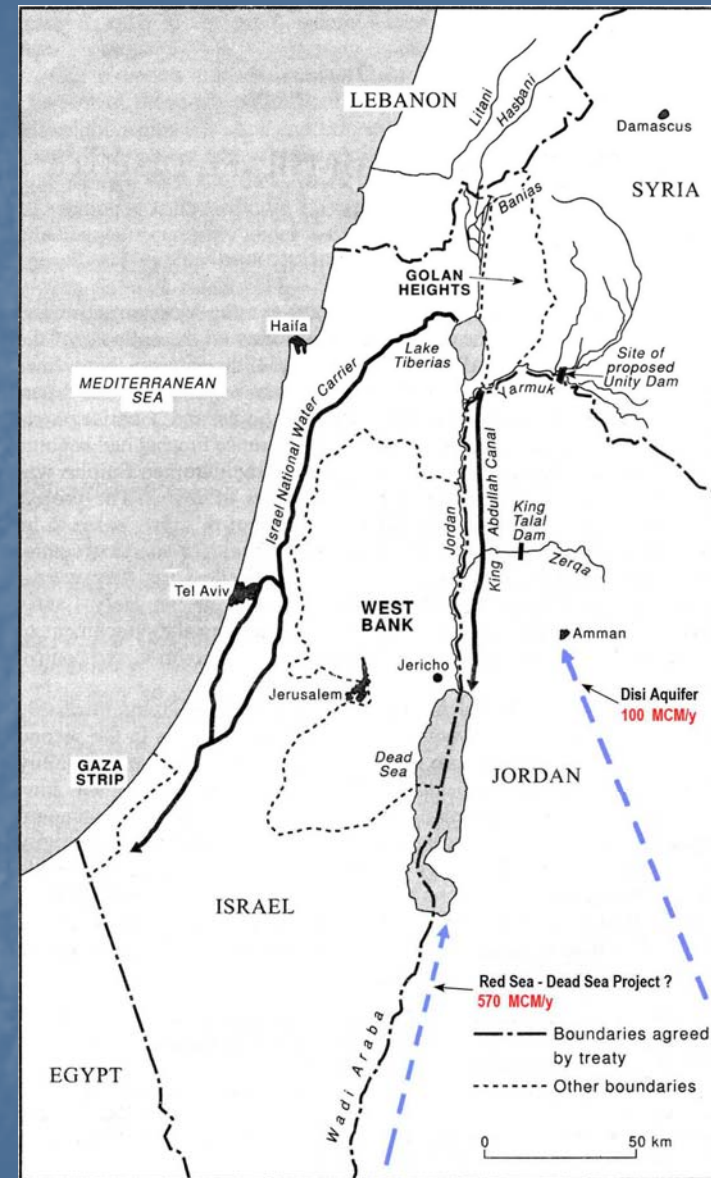 LEBANON
Litani
Hasbani
Damascus
SYRIA
Banias
GOLAN
HEIGHTS
Haifa
Lake
Tiberias
MEDITERRANEAN
SEA
Israel National Water Carrier
Yarmuk
Site of
proposed
Unity Dam
Jordan
King Abdullah Canal
King
Talal
Dam
Zerqa
Tel Aviv
WEST
BANK
Amman
Jericho
Jerusalem
Disi Aquifer
100 MCM/y
GAZA
STRIP
Dead
Sea
JORDAN
ISRAEL
Red Sea - Dead Sea Project ?
570 MCM/y
Wadi Araba
EGYPT
Boundaries agreed
by treaty
Other boundaries
0 50 km